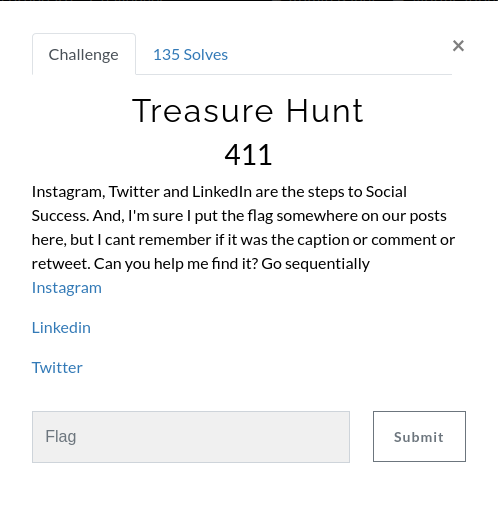 Challenge
135 Solves
×
Treasure Hunt
411
Instagram, Twitter and LinkedIn are the steps to Social
Success. And, I'm sure I put the flag somewhere on our posts
here, but I cant remember if it was the caption or comment or
retweet. Can you help me find it? Go sequentially
Instagram
Linkedin
Twitter
Flag
Submit